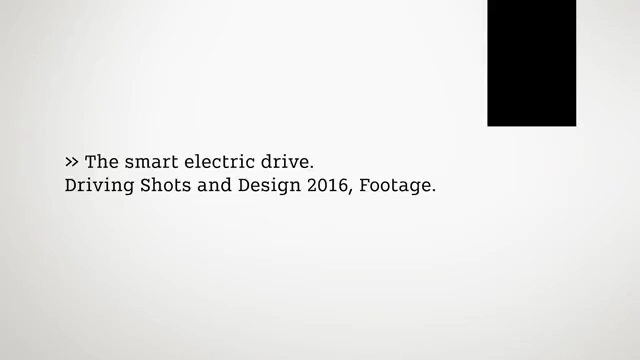 » The smart electric drive.
Driving Shots and Design 2016, Footage.